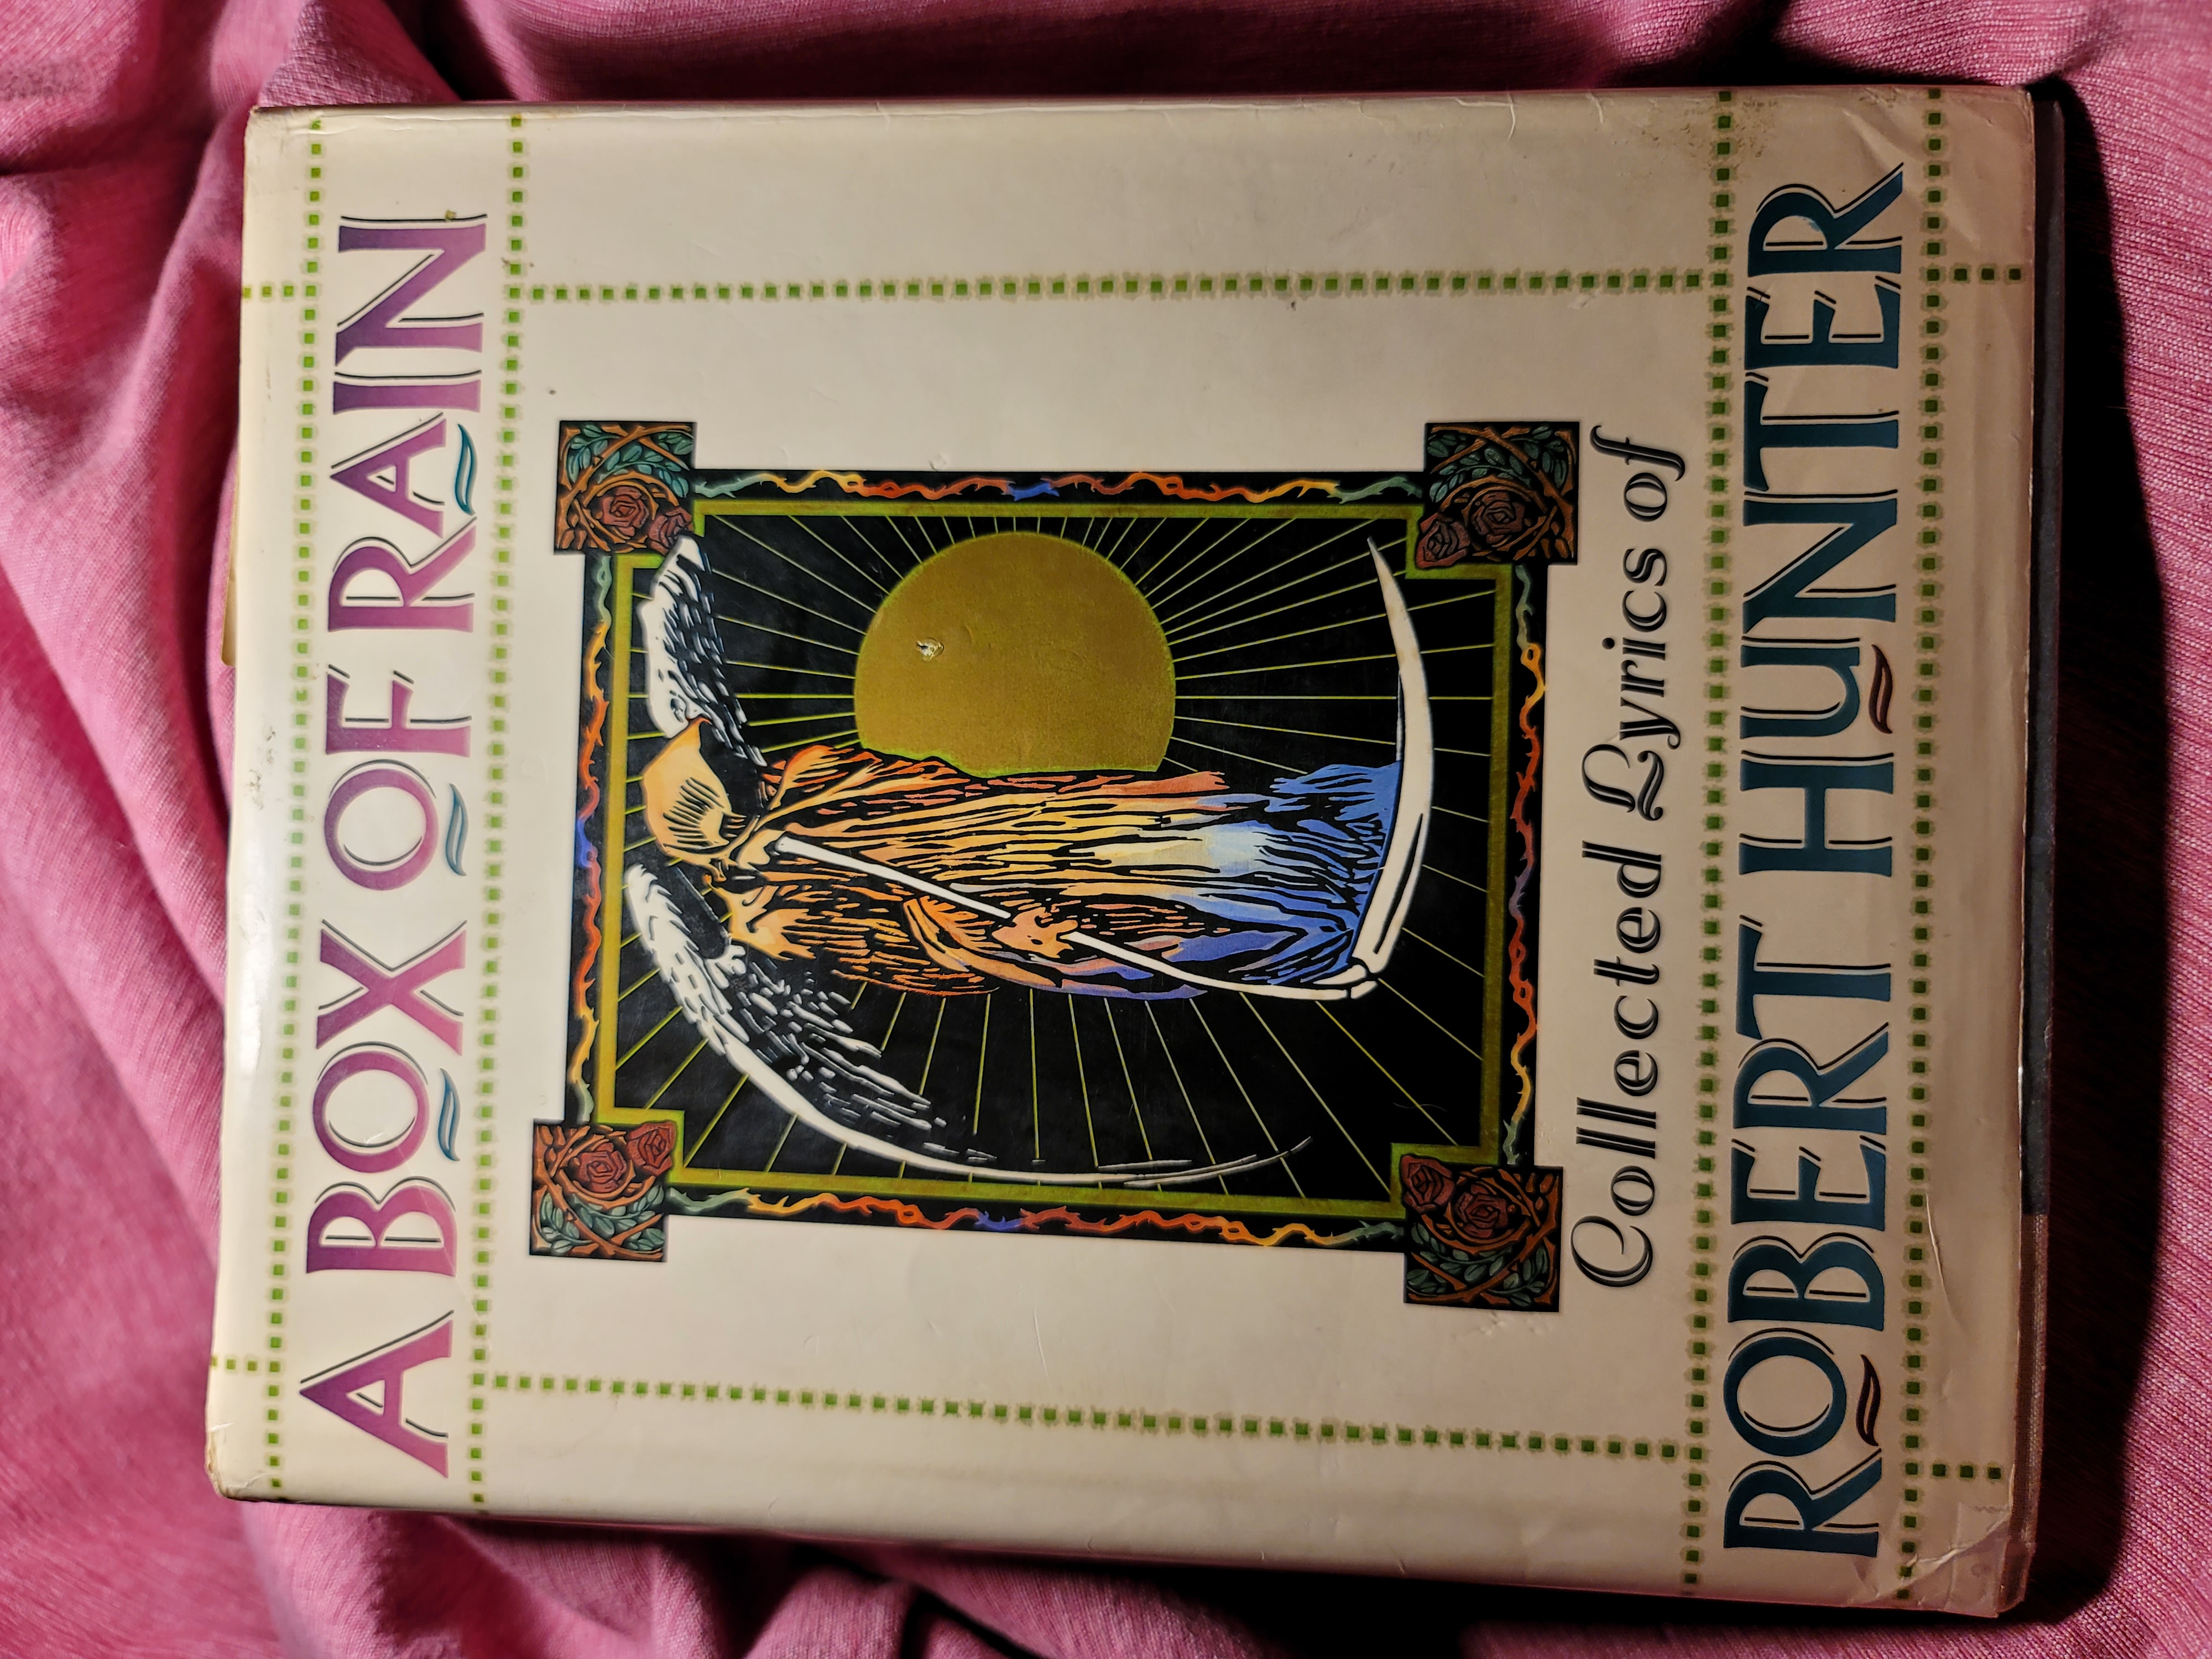 A BOX OF RAIN
Collected Lyrics of
ROBERT HUNTER